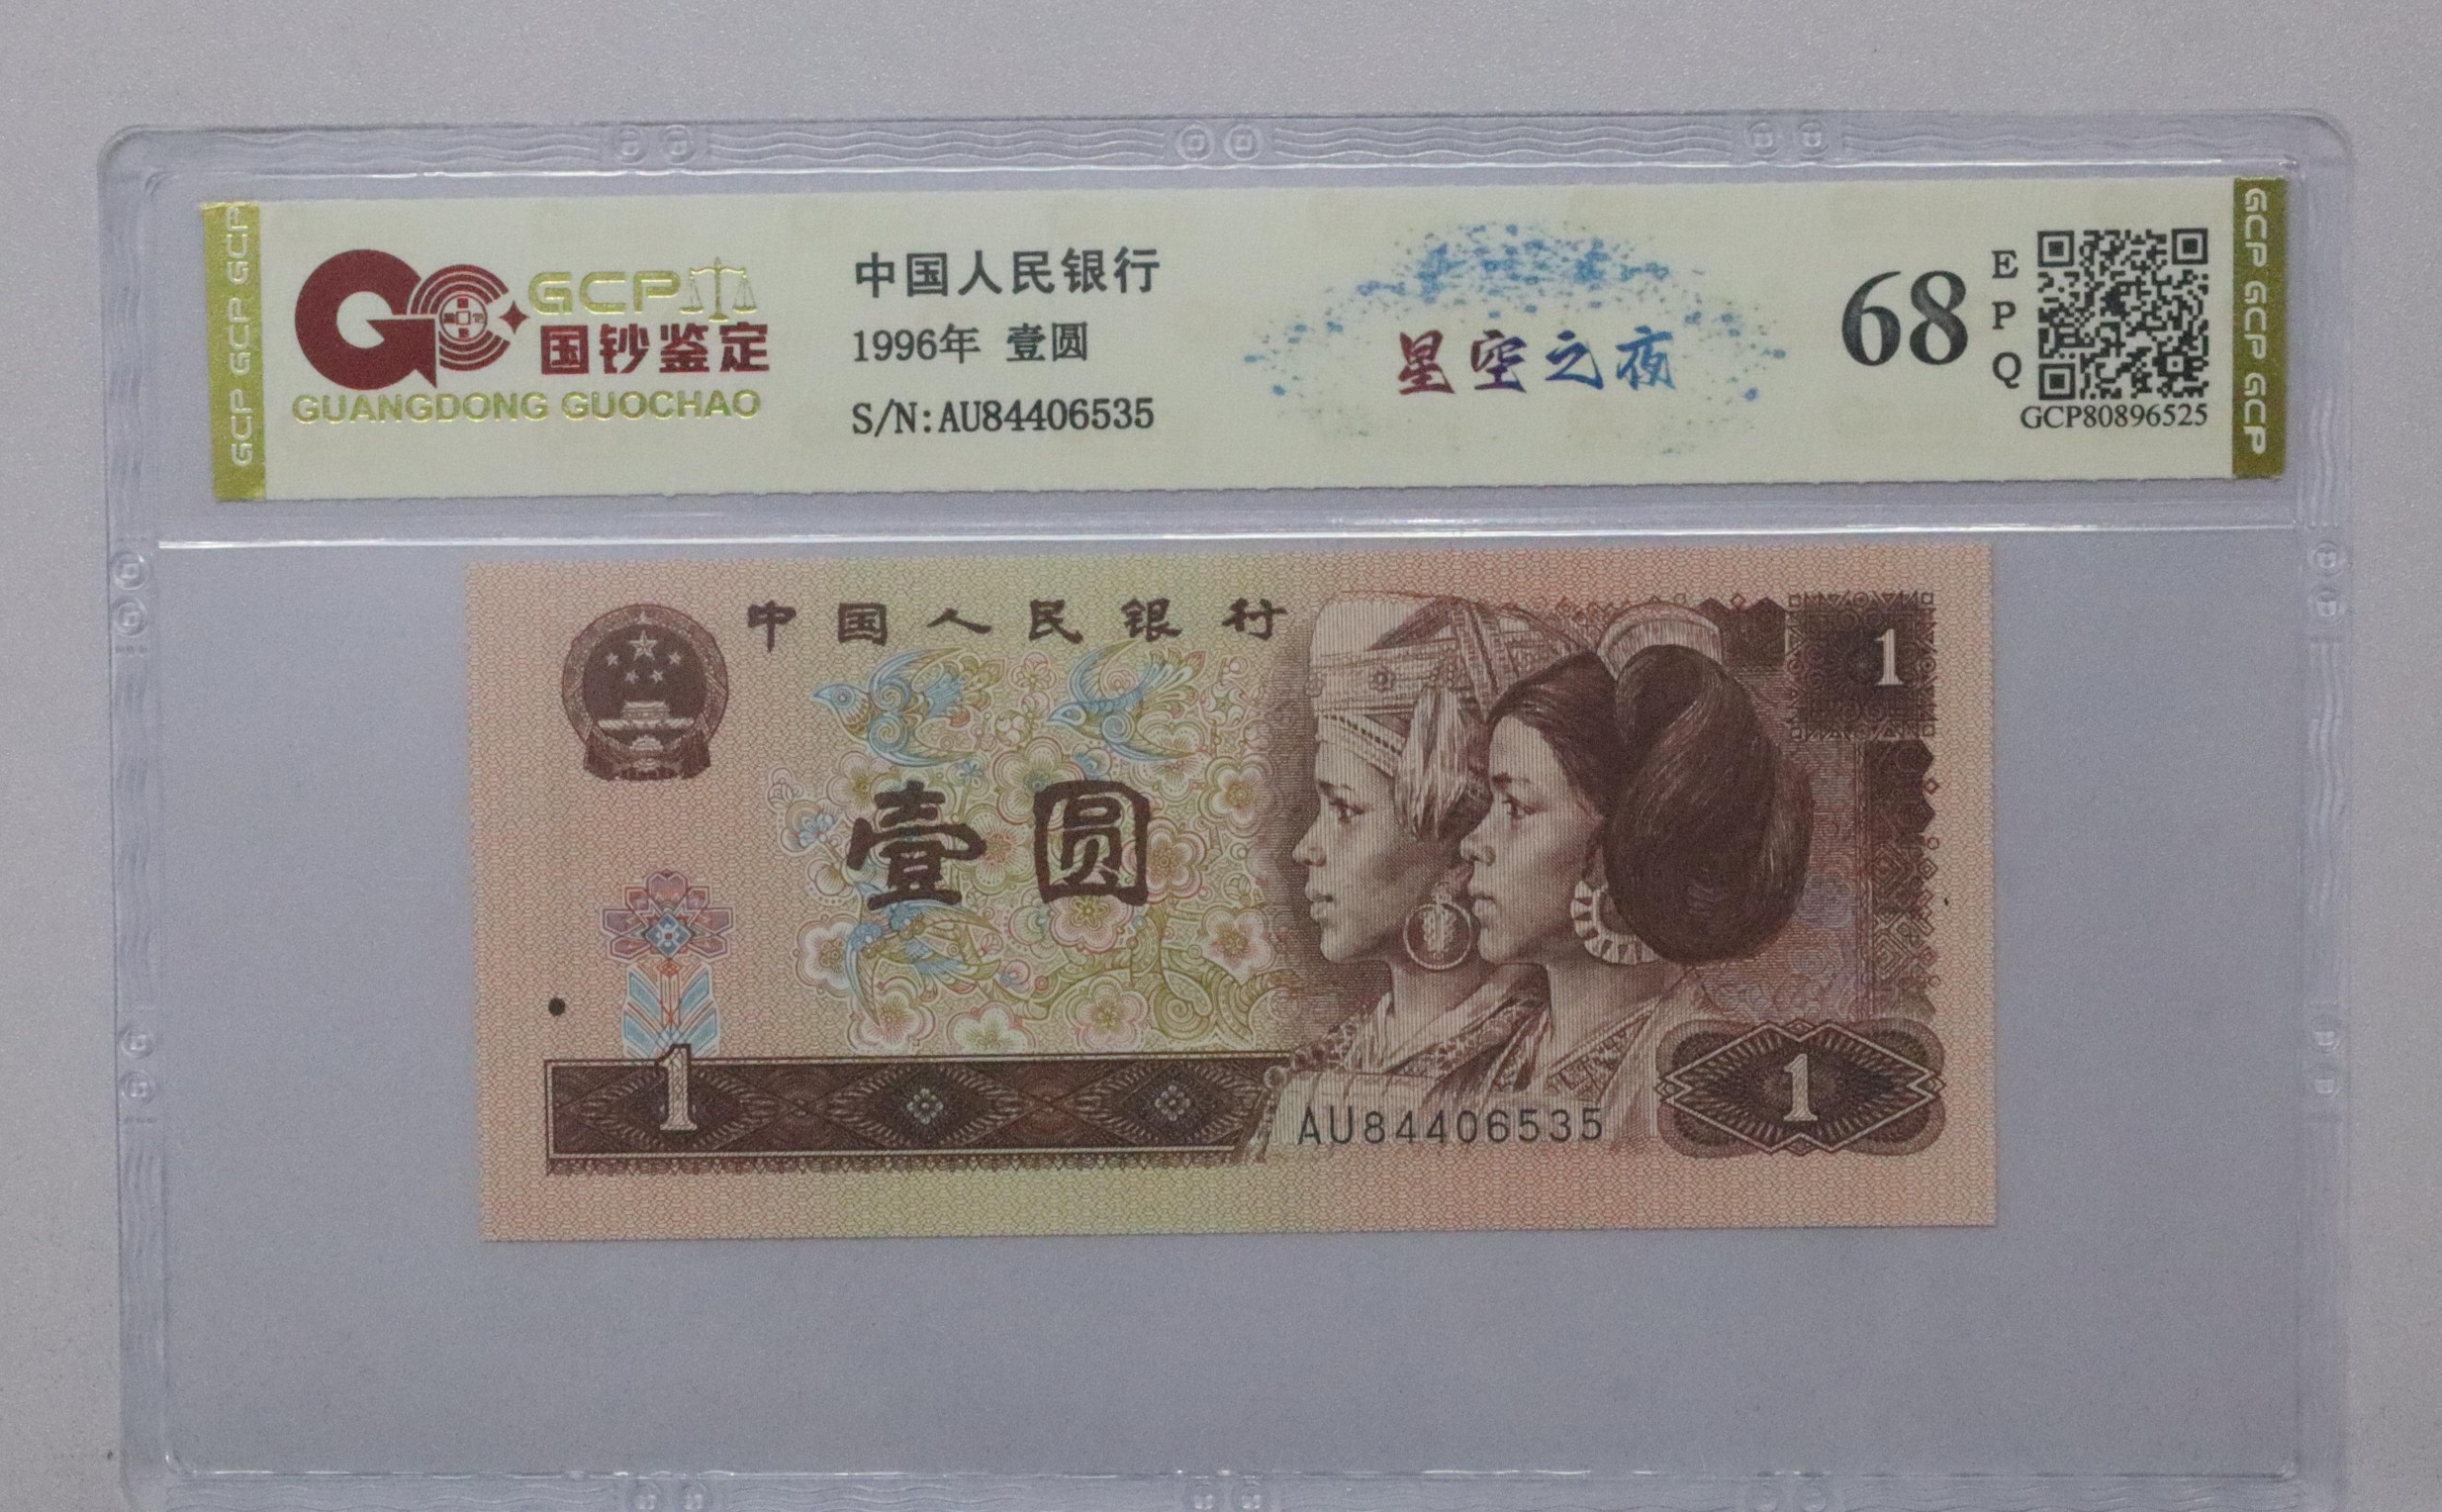 GCP
国钞鉴定
GUANGDONG GUOCHAO
中国人民银行
1996年 壹圆
S/N:AU84406535
星空之夜
68
EPQ
GCP80896525
GCP GCP GCP
GCP GCP GCP
中国人民银行
1
壹圆
1
AU84406535
1